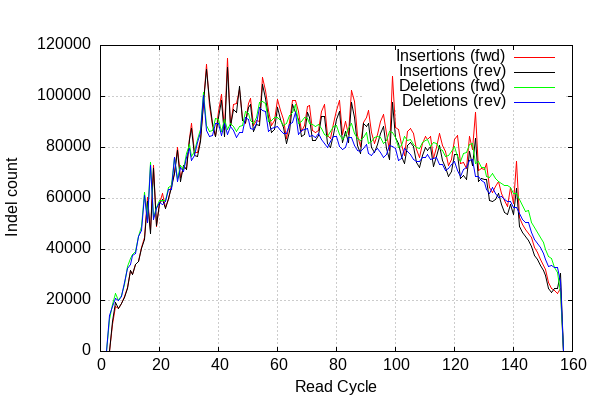 120000
100000
80000
60000
40000
20000
0
Indel count
Insertions (fwd)
Insertions (rev)
Deletions (fwd)
Deletions (rev)
0 20 40 60 80 100 120 140 160
Read Cycle